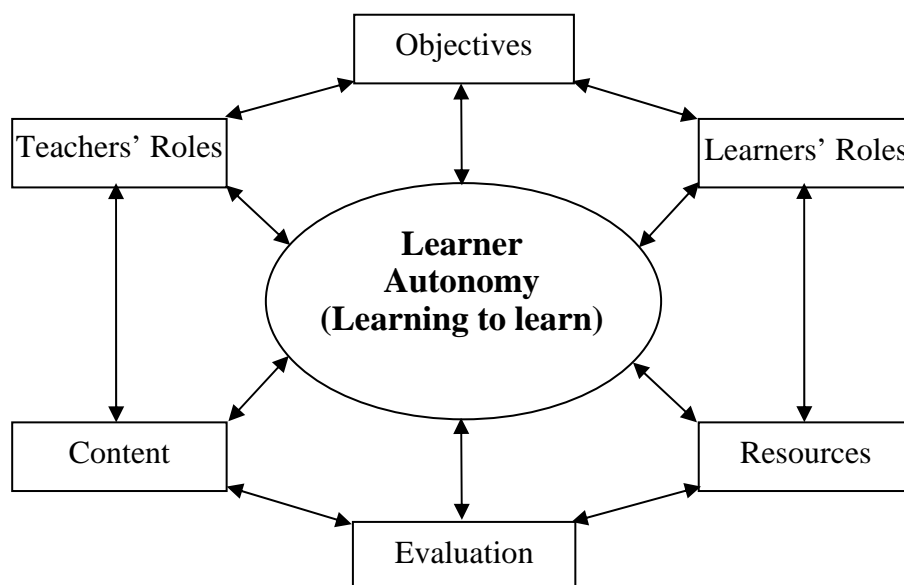 Objectives
Teachers’ Roles
Learners’ Roles
Learner
Autonomy
(Learning to learn)
Content
Resources
Evaluation